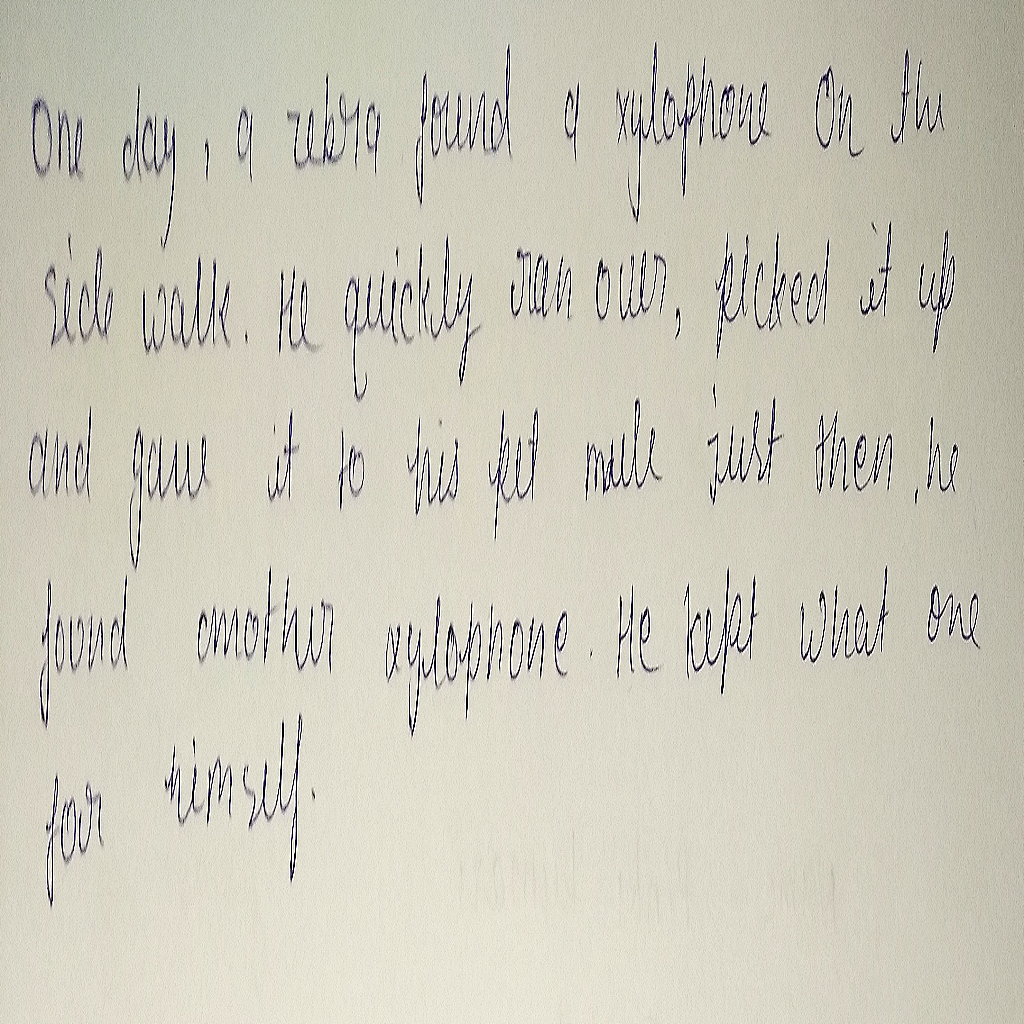 One day, a zebra found a xylophone on the
side walk. He quickly ran over, picked it up
and gave it to his pet mule just then, he
found another xylophone. He kept what one
for himself.